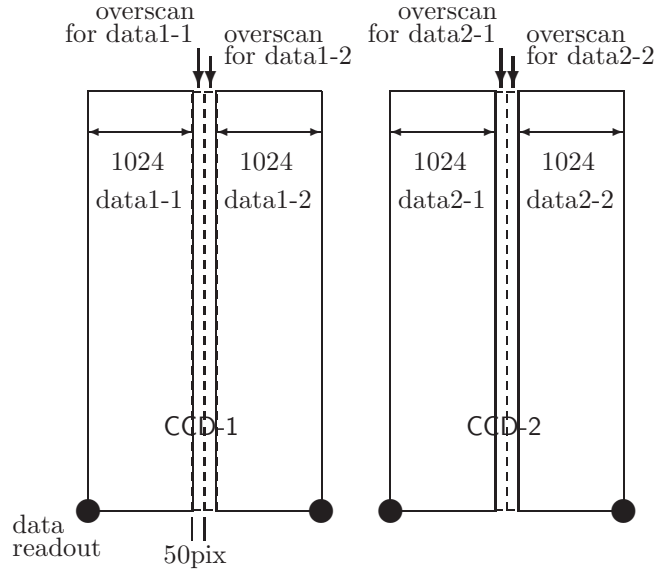 overscan
for data1-1
overscan
for data1-2
overscan
for data2-1
overscan
for data2-2
1024
data1-1
1024
data1-2
1024
data2-1
1024
data2-2
CCD-1
CCD-2
data
readout
50pix